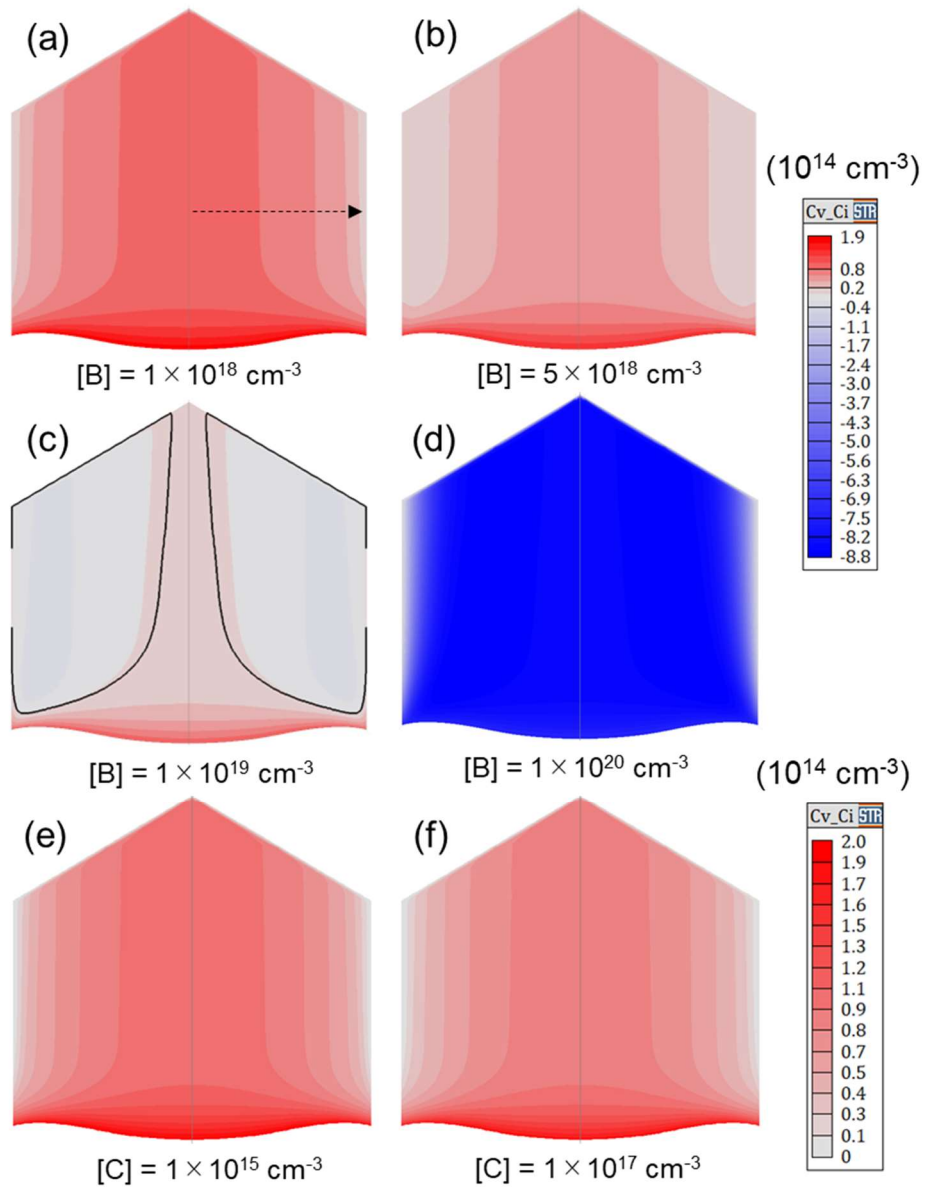 (a)
(b)
[B] = 1×10¹⁸ cm⁻³
[B] = 5×10¹⁸ cm⁻³
(10¹⁴ cm⁻³)
Cv_Ci STR
1.9
0.8
0.2
-0.4
-1.1
-1.7
-2.4
-3.0
-3.7
-4.3
-5.0
-5.6
-6.3
-6.9
-7.5
-8.2
-8.8
(c)
(d)
[B] = 1×10¹⁹ cm⁻³
[B] = 1×10²⁰ cm⁻³
(e)
(f)
[C] = 1×10¹⁵ cm⁻³
[C] = 1×10¹⁷ cm⁻³
(10¹⁴ cm⁻³)
Cv_Ci STR
2.0
1.9
1.7
1.6
1.5
1.3
1.2
1.1
0.9
0.8
0.7
0.5
0.4
0.3
0.1
0